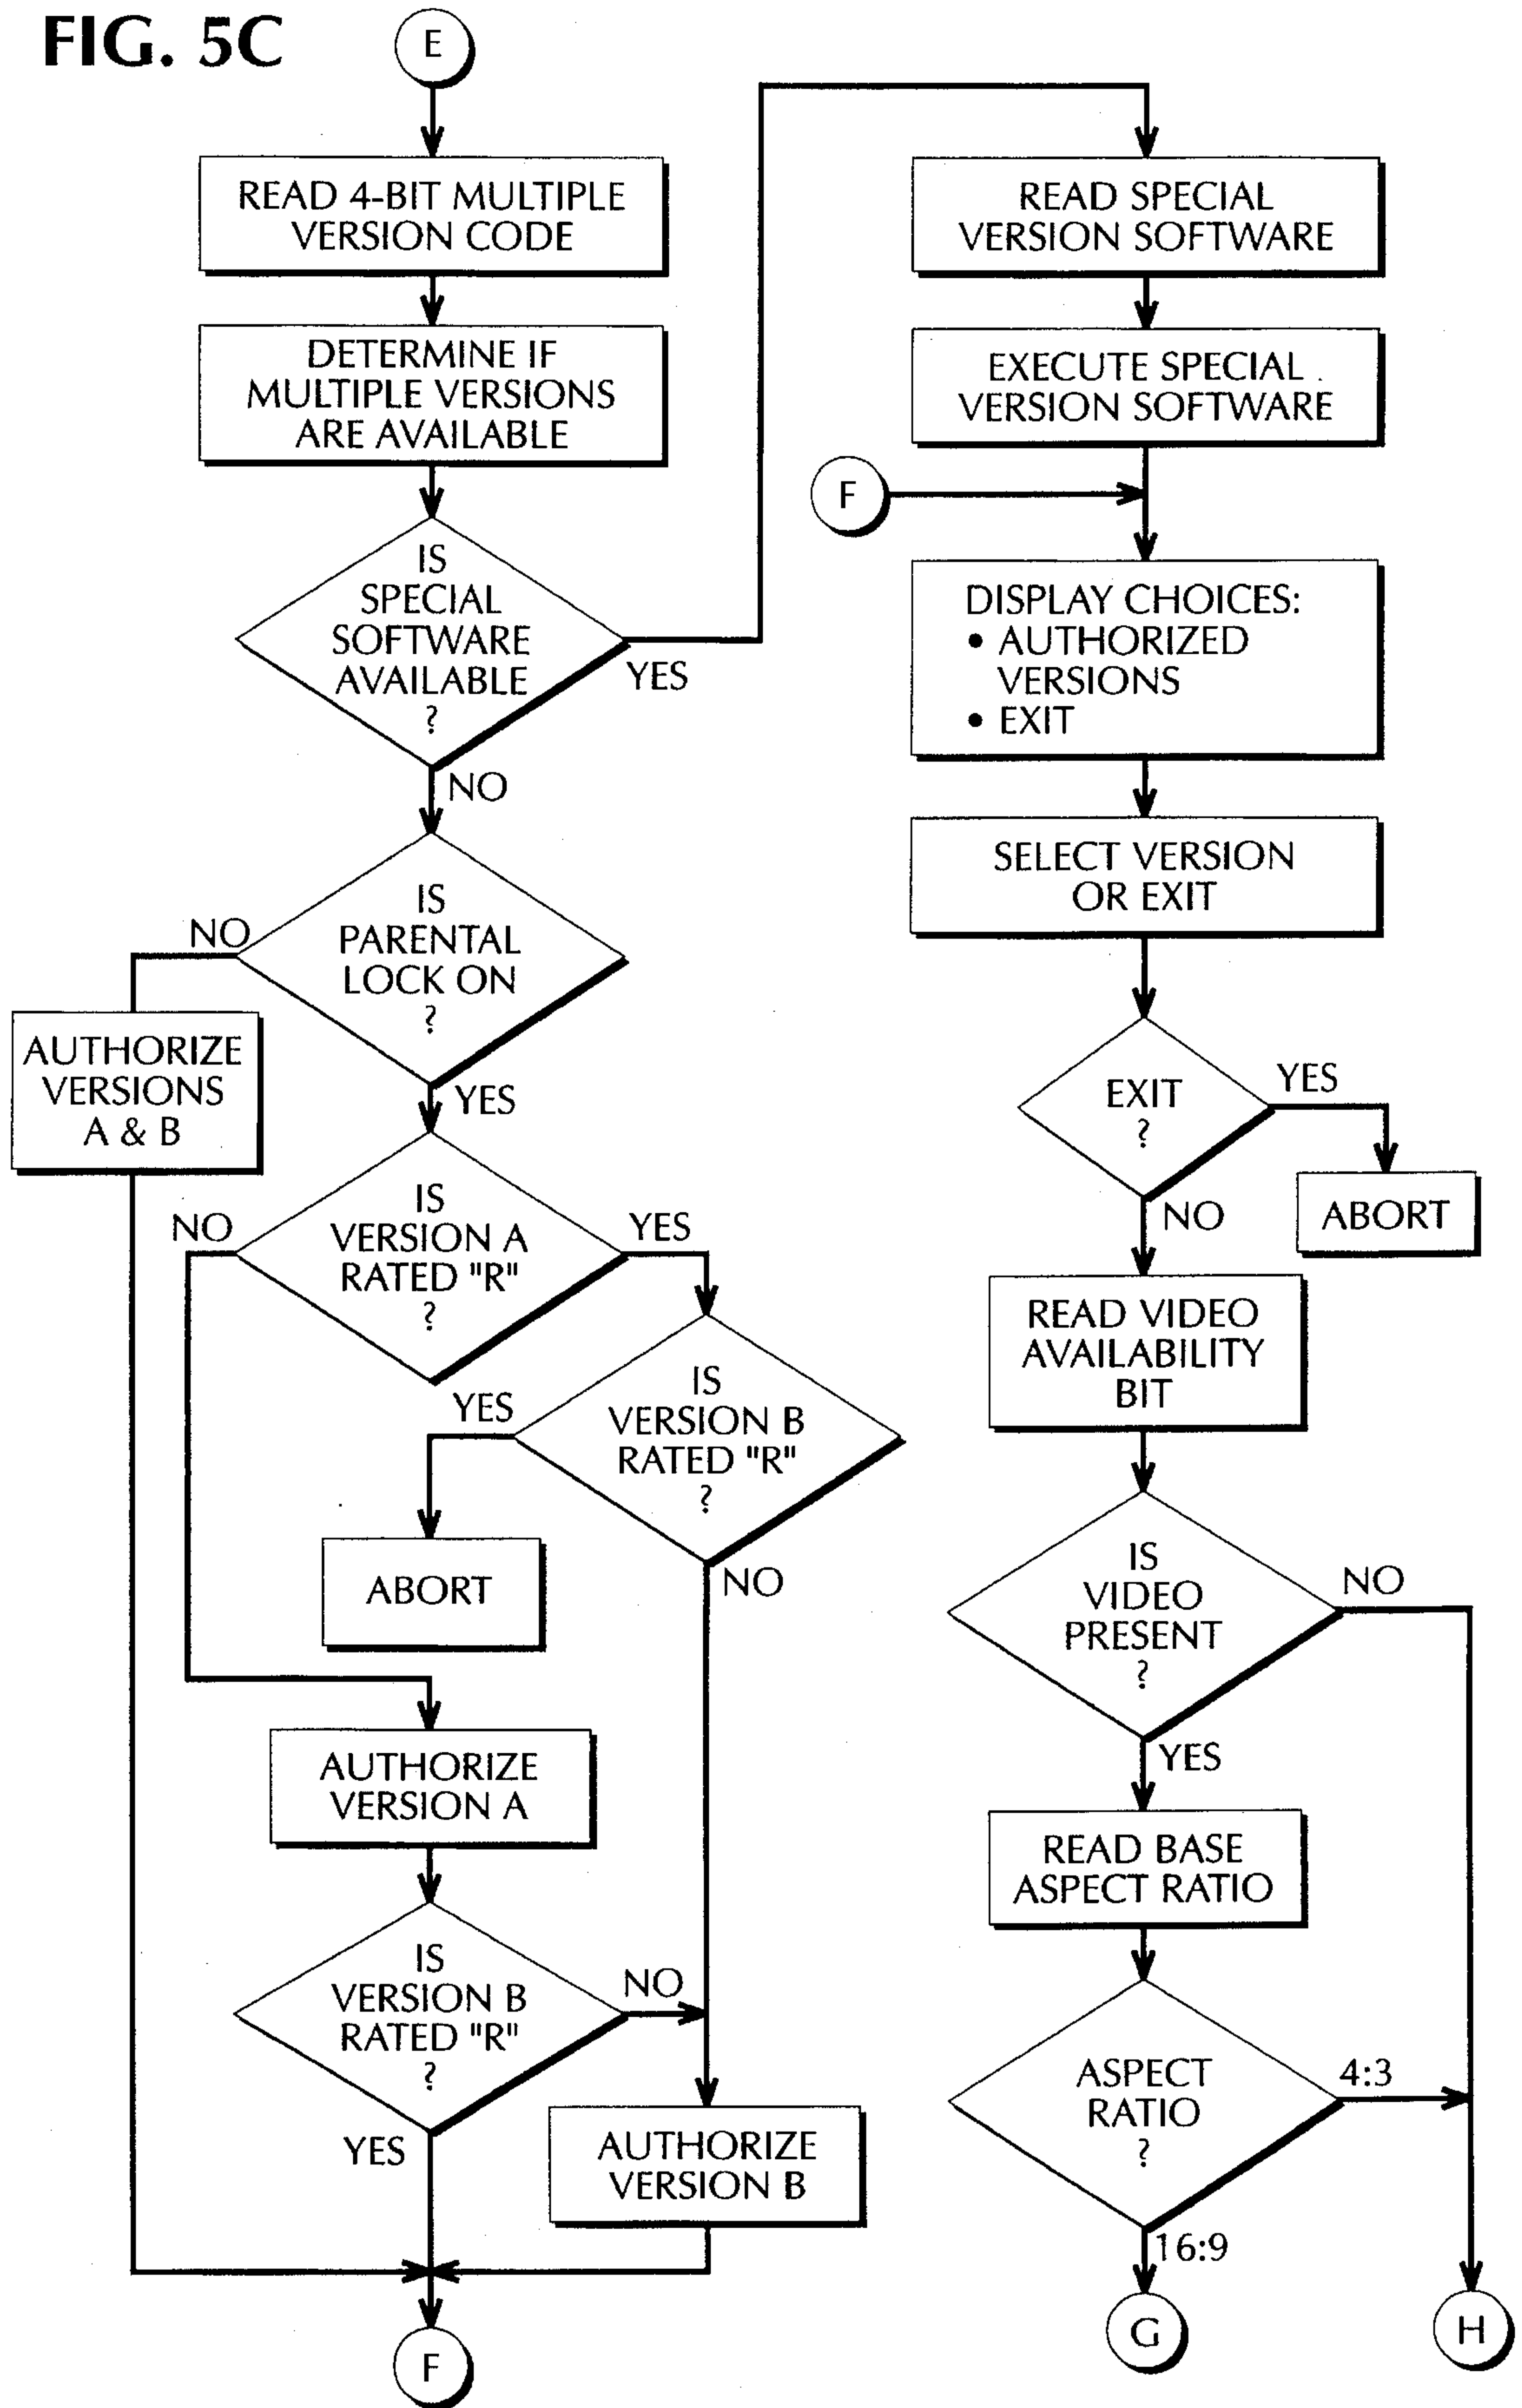 FIG. 5C
E
READ 4-BIT MULTIPLE
VERSION CODE
DETERMINE IF
MULTIPLE VERSIONS
ARE AVAILABLE
IS
SPECIAL
SOFTWARE
AVAILABLE
?
YES
NO
IS
PARENTAL
LOCK ON
?
NO
AUTHORIZE
VERSIONS
A & B
YES
IS
VERSION A
RATED "R"
?
NO
YES
IS
VERSION B
RATED "R"
?
YES
ABORT
NO
AUTHORIZE
VERSION A
IS
VERSION B
RATED "R"
?
NO
YES
AUTHORIZE
VERSION B
F
READ SPECIAL
VERSION SOFTWARE
EXECUTE SPECIAL
VERSION SOFTWARE
F
DISPLAY CHOICES:
• AUTHORIZED
VERSIONS
• EXIT
SELECT VERSION
OR EXIT
EXIT
?
YES
ABORT
NO
READ VIDEO
AVAILABILITY
BIT
IS
VIDEO
PRESENT
?
NO
YES
READ BASE
ASPECT RATIO
ASPECT
RATIO
?
4:3
16:9
G
H